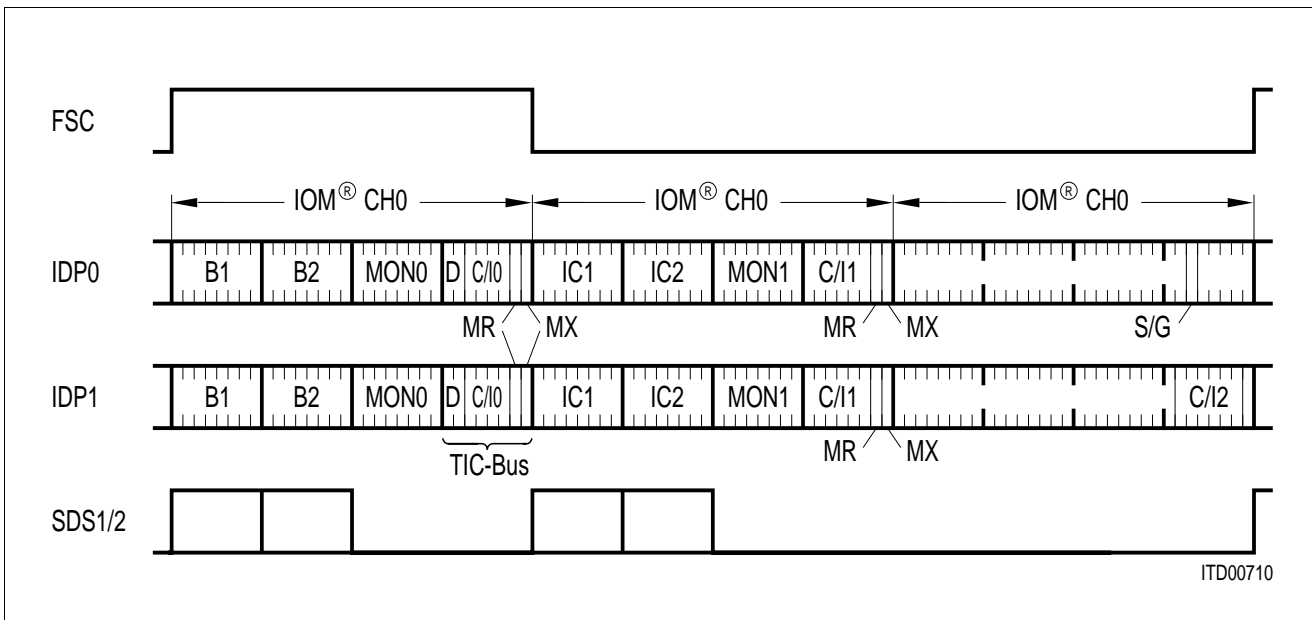 FSC
IOM® CH0 IOM® CH0 IOM® CH0
IDP0 B1 B2 MON0 D C/I0 IC1 IC2 MON1 C/I1
MR MX MR MX S/G
IDP1 B1 B2 MON0 D C/I0 IC1 IC2 MON1 C/I1 C/I2
TIC-Bus MR MX
SDS1/2
ITD00710